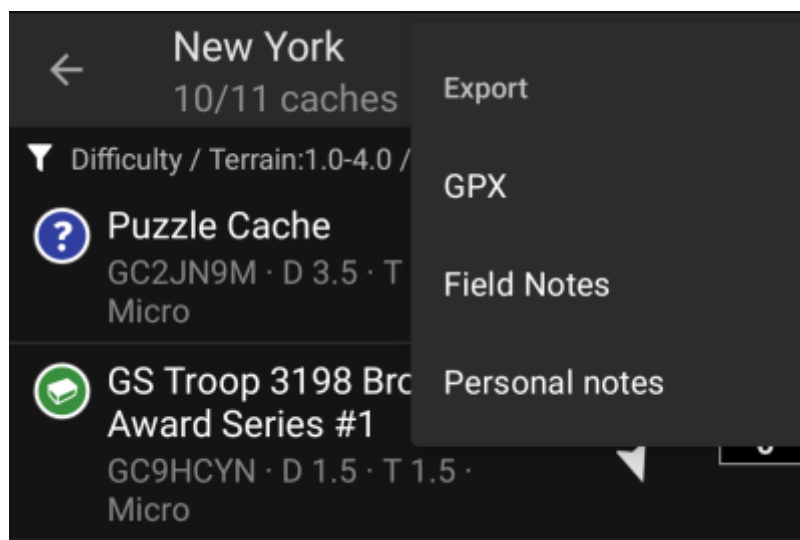 New York
10/11 caches
Difficulty / Terrain:1.0-4.0 /
?
Puzzle Cache
GC2JN9M · D 3.5 · T
Micro
GS Troop 3198 Bro
Award Series #1
GC9HCYN · D 1.5 · T 1.5 ·
Micro
Export
GPX
Field Notes
Personal notes